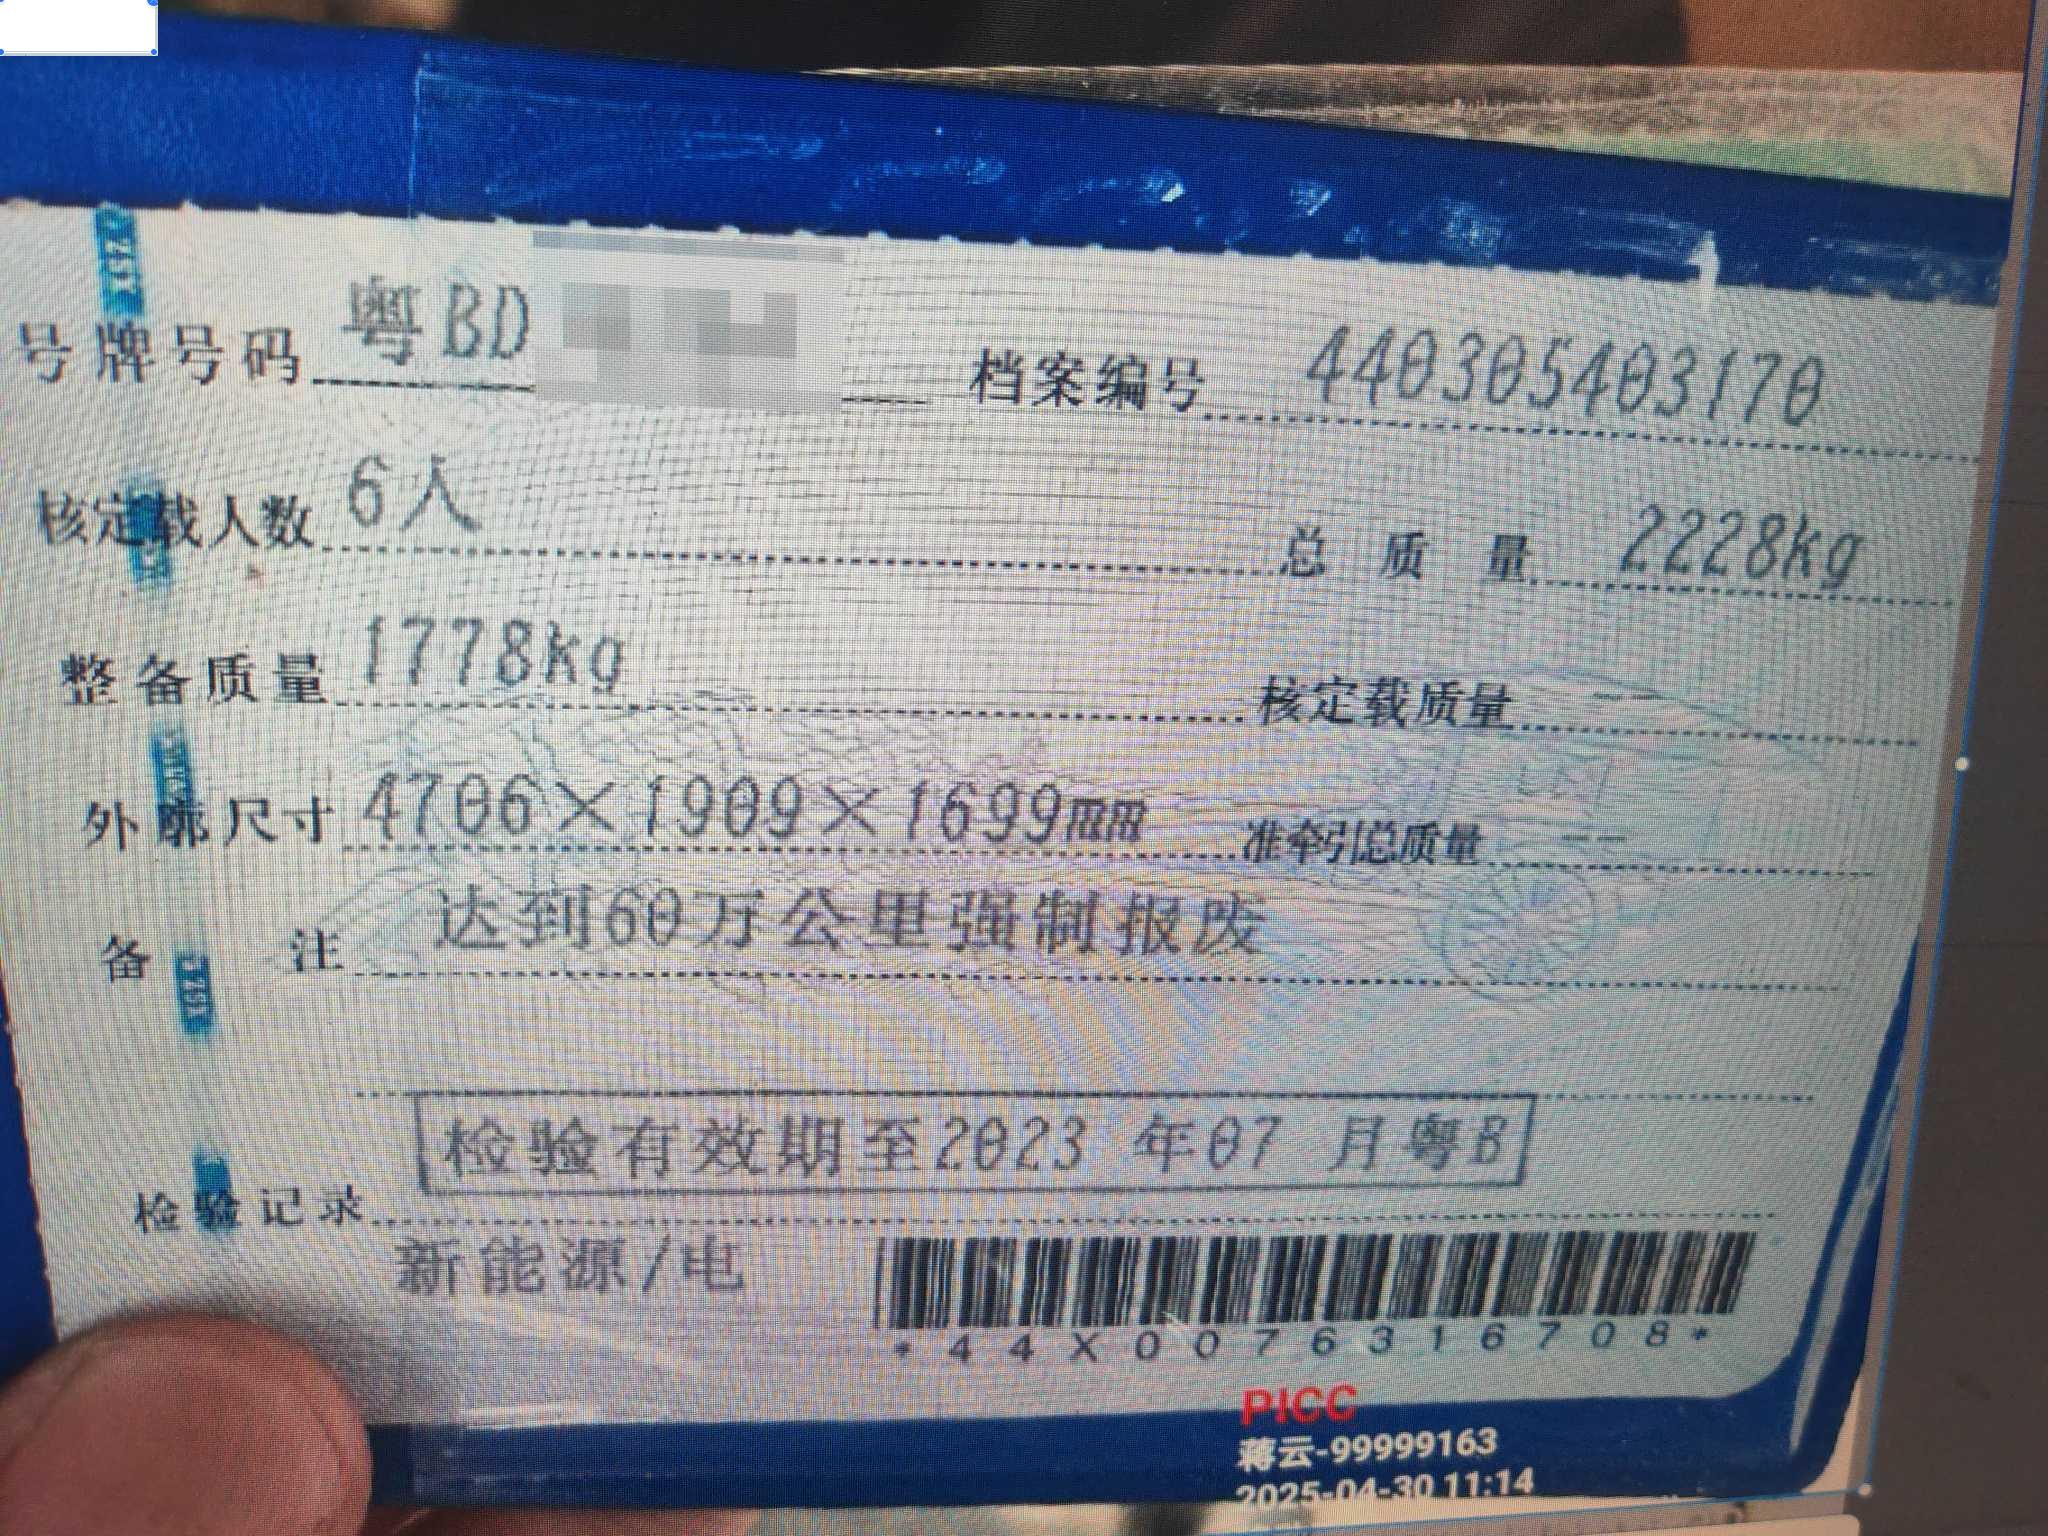 号牌号码 粤BD 档案编号 440305403170
核定载人数 6人 总质量 2228kg
整备质量 1778kg 核定载质量 --
外廓尺寸 4706×1909×1699mm 准牵引总质量 --
备注 达到60万公里强制报废
检验有效期至2023年07月粤B
检验记录
新能源/电
*44X0076316708*
PICC
蒋云-99999163
2025-04-30 11:14